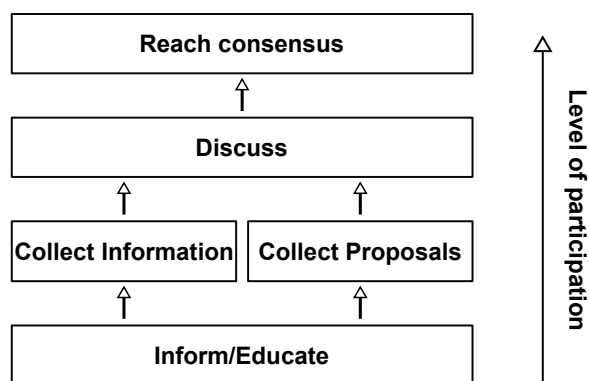 Reach consensus
Discuss
Collect Information
Collect Proposals
Inform/Educate
Level of participation